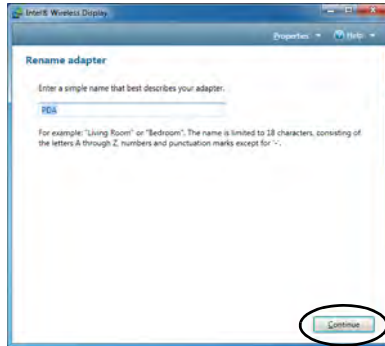 Intel® Wireless Display
Properties Help
Rename adapter
Enter a simple name that best describes your adapter.
PDA
For example: "Living Room" or "Bedroom". The name is limited to 18 characters, consisting of
the letters A through Z, numbers and punctuation marks except for '-'.
Continue